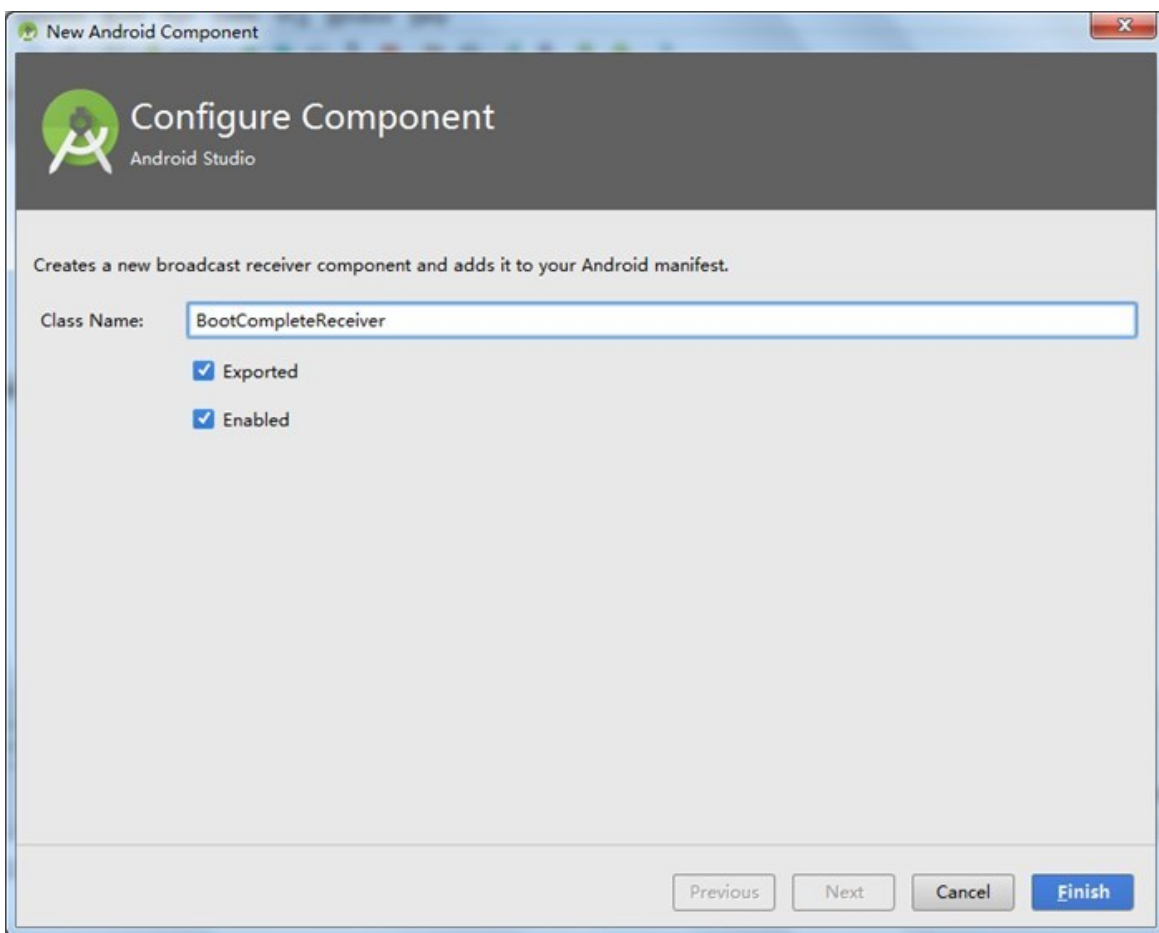 New Android Component
Configure Component
Android Studio
Creates a new broadcast receiver component and adds it to your Android manifest.
Class Name: BootCompleteReceiver
Exported
Enabled
Previous Next Cancel Finish